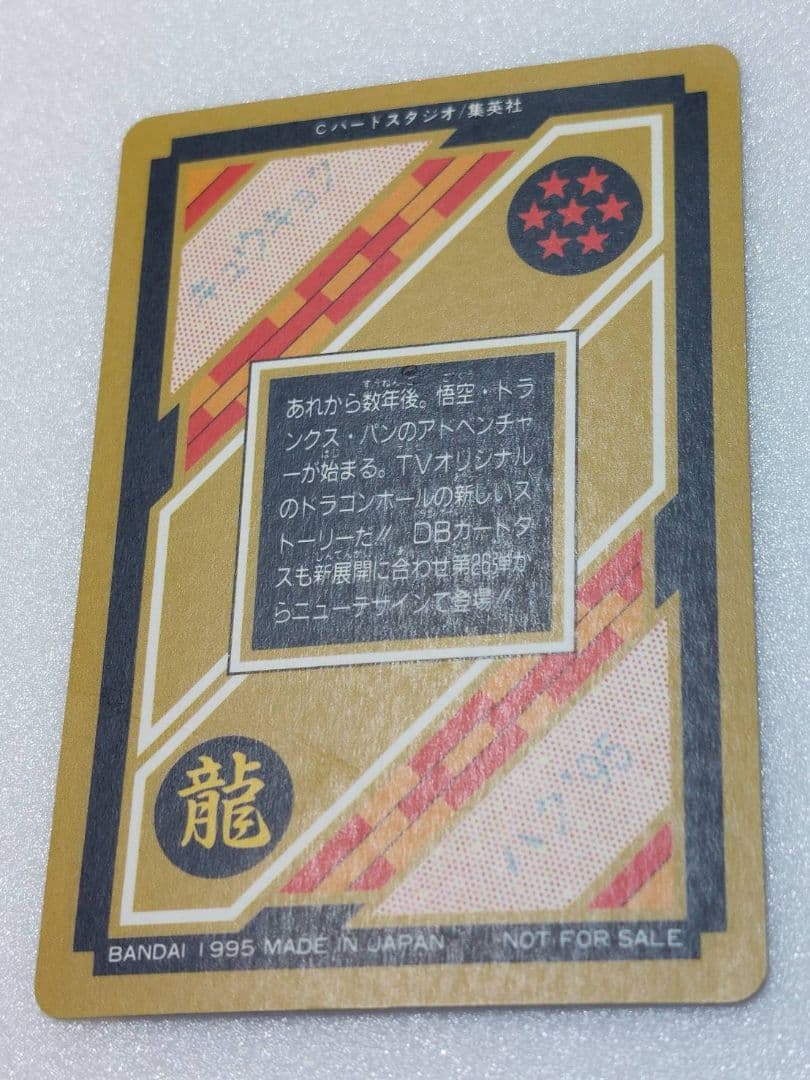 ©バードスタジオ/集英社
キュウキョク
あれから数年後。悟空・トラ
ンクス・パンのアドベンチャ
ーが始まる。TVオリジナル
のドラゴンボールの新しいス
トーリーだ!! DBカードダ
スも新展開に合わせ第26弾か
らニューデザインで登場!!
龍
BANDAI 1995 MADE IN JAPAN NOT FOR SALE